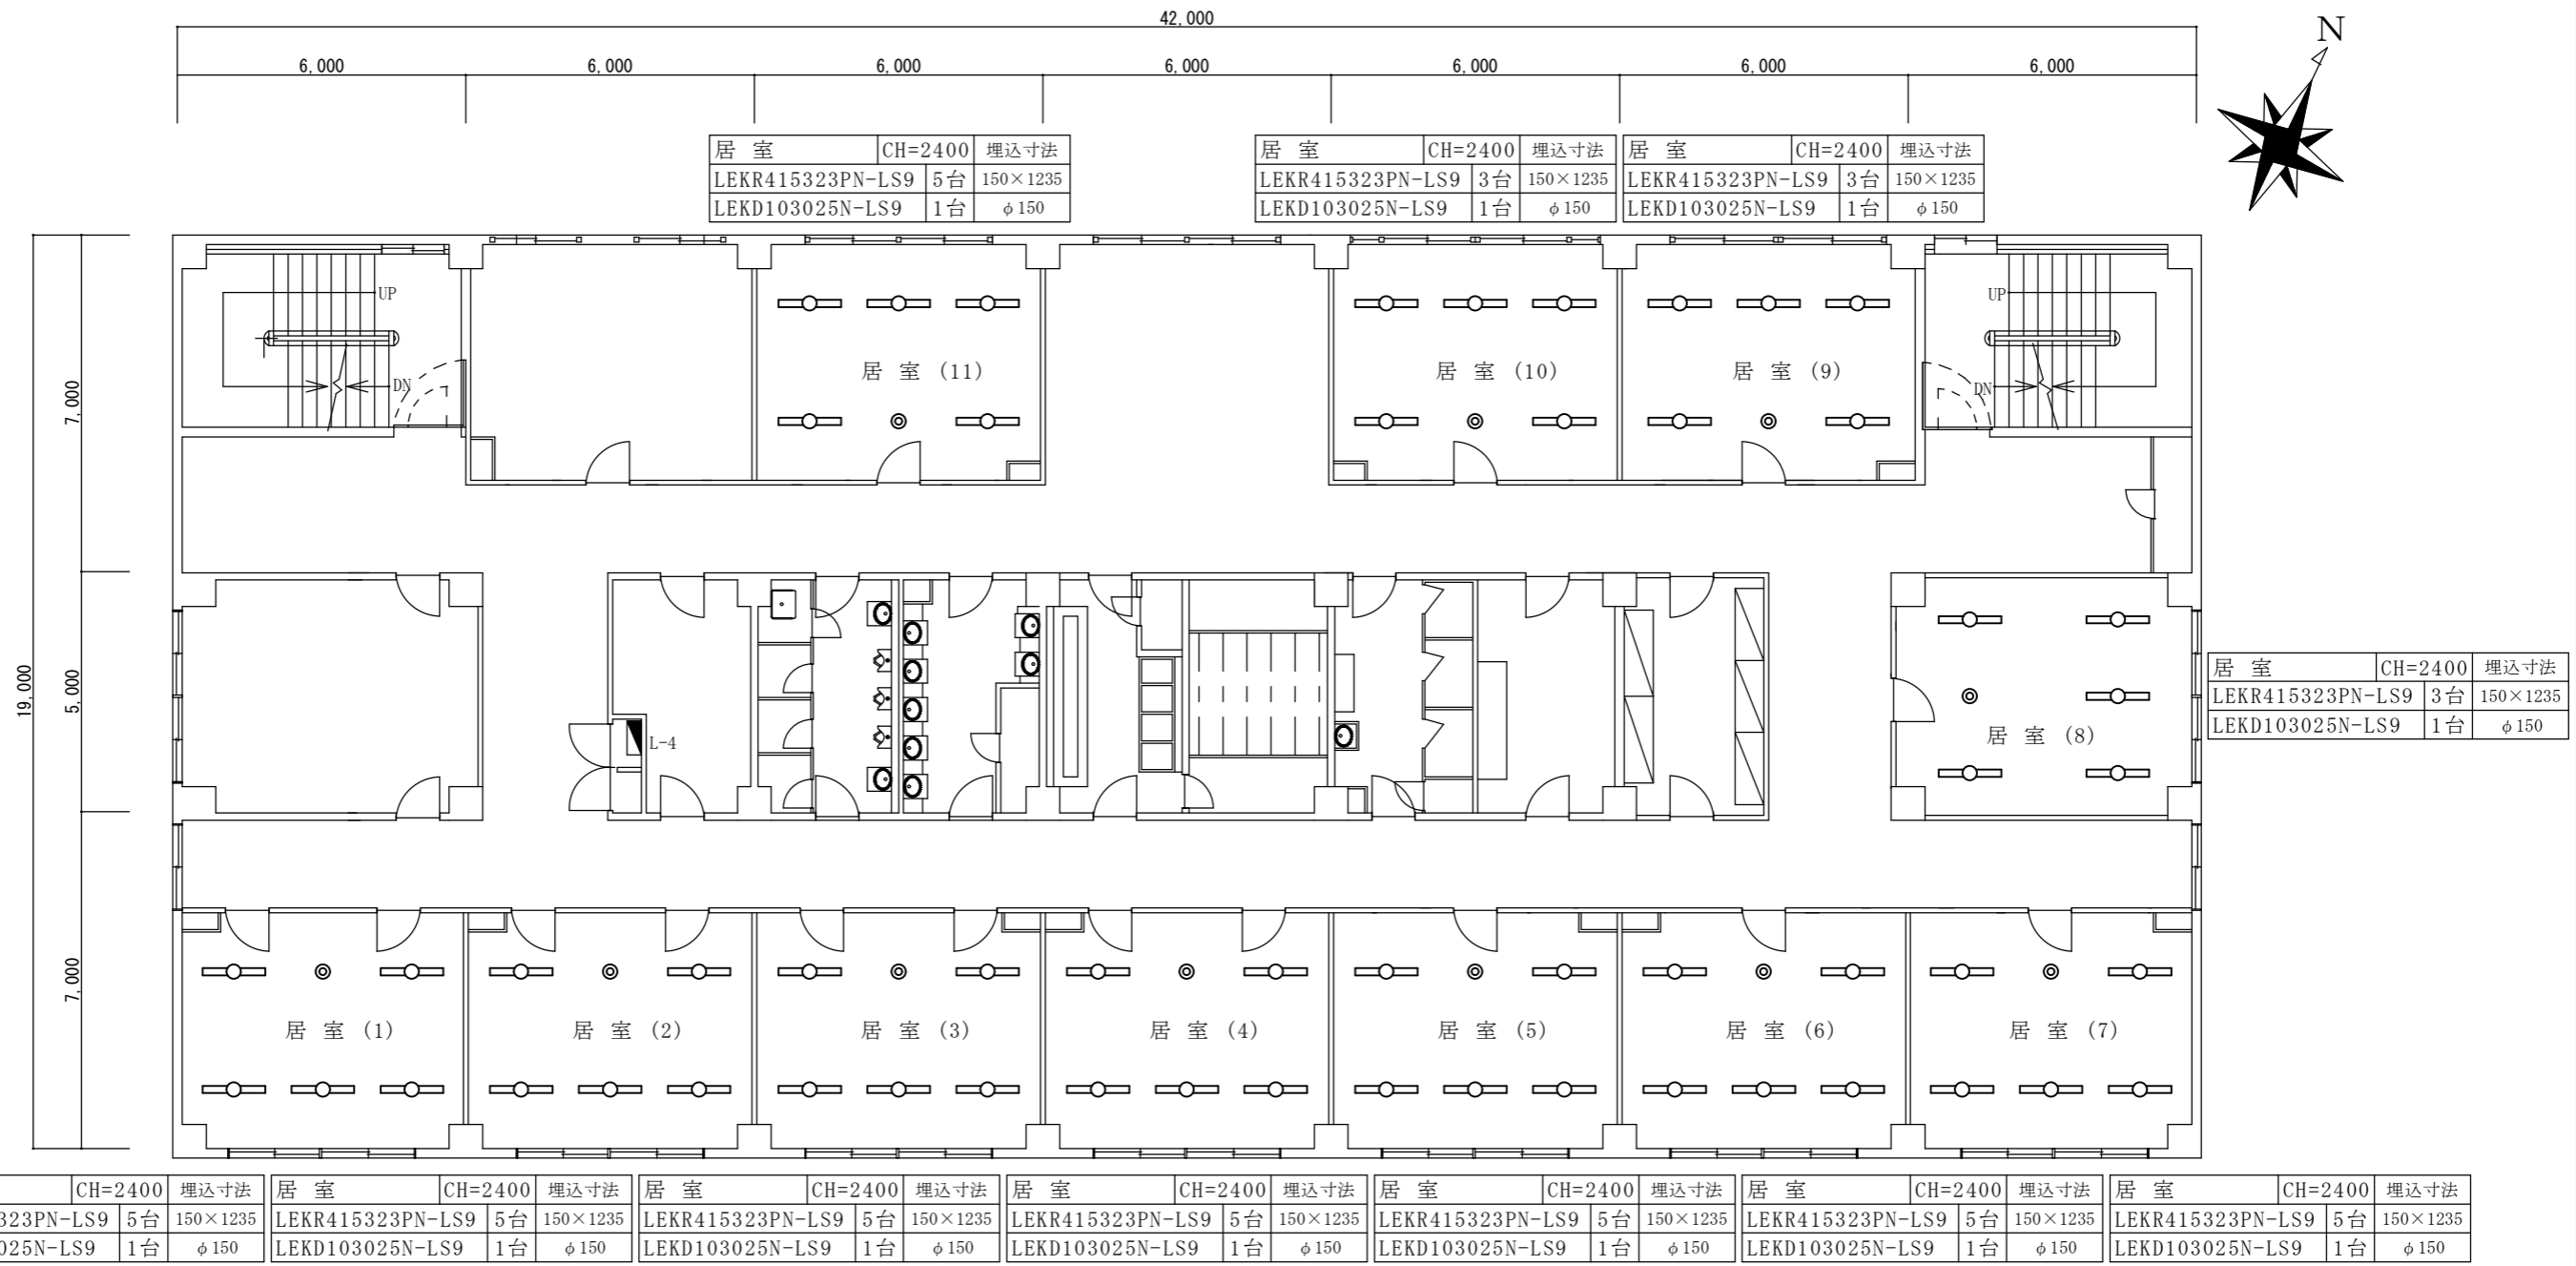 42,000
6,000 6,000 6,000 6,000 6,000 6,000 6,000
N
居 室 CH=2400 埋込寸法
LEKR415323PN-LS9 5台 150×1235
LEKD103025N-LS9 1台 φ150
居 室 CH=2400 埋込寸法
LEKR415323PN-LS9 3台 150×1235
LEKD103025N-LS9 1台 φ150
居 室 CH=2400 埋込寸法
LEKR415323PN-LS9 3台 150×1235
LEKD103025N-LS9 1台 φ150
UP
DN
居 室 (11)
居 室 (10)
居 室 (9)
UP
DN
19,000
7,000
5,000
7,000
L-4
居 室 (8)
居 室 CH=2400 埋込寸法
LEKR415323PN-LS9 3台 150×1235
LEKD103025N-LS9 1台 φ150
居 室 (1)
居 室 (2)
居 室 (3)
居 室 (4)
居 室 (5)
居 室 (6)
居 室 (7)
CH=2400 埋込寸法
323PN-LS9 5台 150×1235
025N-LS9 1台 φ150
居 室 CH=2400 埋込寸法
LEKR415323PN-LS9 5台 150×1235
LEKD103025N-LS9 1台 φ150
居 室 CH=2400 埋込寸法
LEKR415323PN-LS9 5台 150×1235
LEKD103025N-LS9 1台 φ150
居 室 CH=2400 埋込寸法
LEKR415323PN-LS9 5台 150×1235
LEKD103025N-LS9 1台 φ150
居 室 CH=2400 埋込寸法
LEKR415323PN-LS9 5台 150×1235
LEKD103025N-LS9 1台 φ150
居 室 CH=2400 埋込寸法
LEKR415323PN-LS9 5台 150×1235
LEKD103025N-LS9 1台 φ150
居 室 CH=2400 埋込寸法
LEKR415323PN-LS9 5台 150×1235
LEKD103025N-LS9 1台 φ150